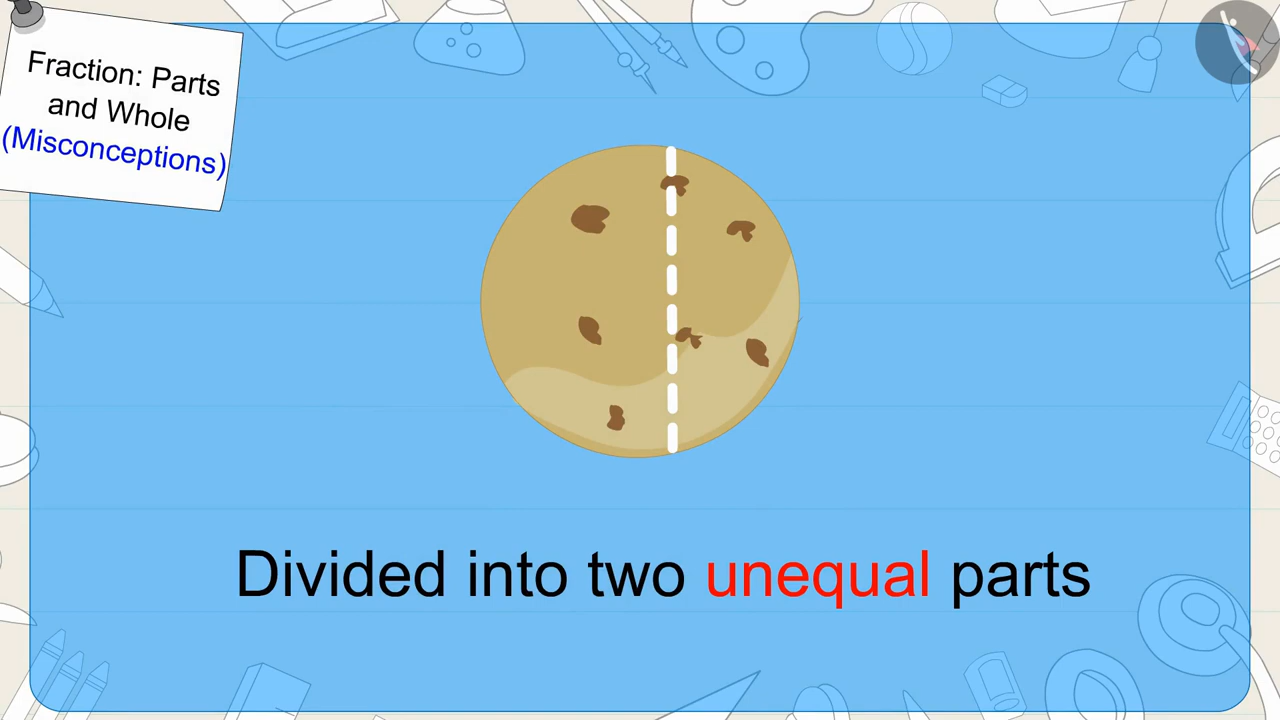 Fraction: Parts
and Whole
(Misconceptions)
Divided into two unequal parts